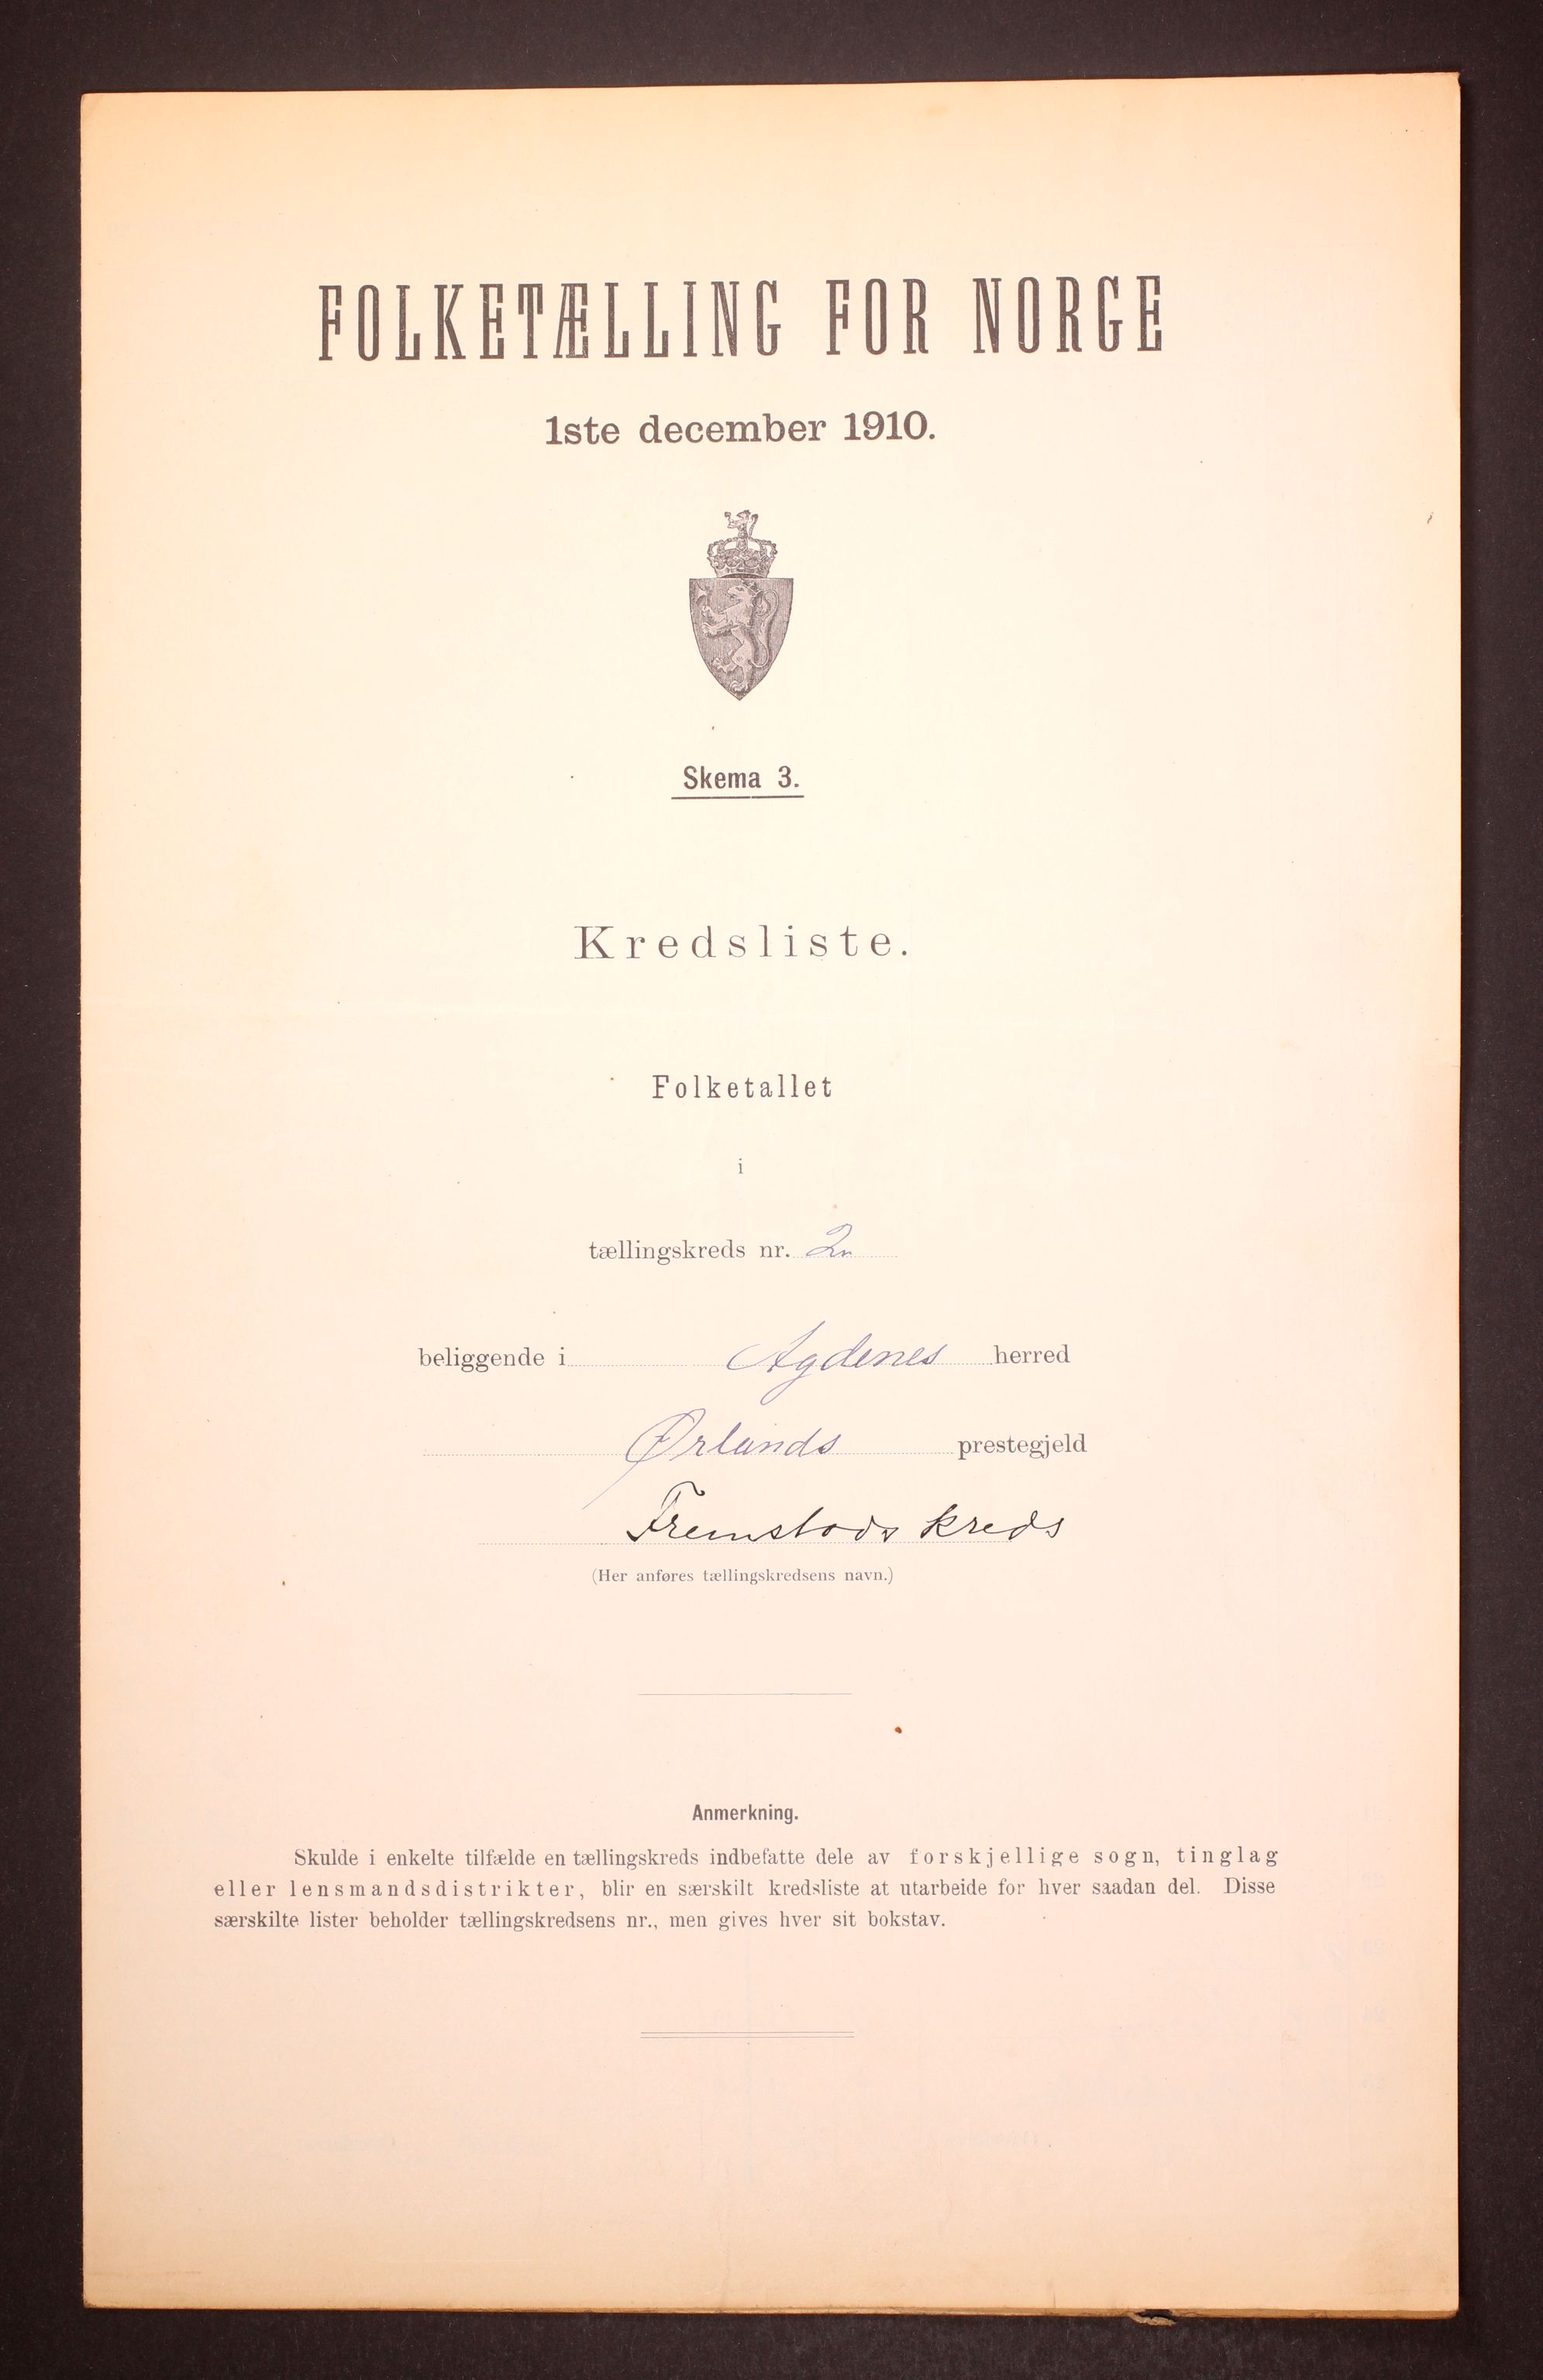 FOLKETÆLLING FOR NORGE
1ste december 1910.
Skema 3.
Kredsliste.
Folketallet
i
tællingskreds nr. 2
beliggende i Agdenes herred
Ørlands prestegjeld
Fremstads kreds
(Her anføres tællingskredsens navn.)
Anmerkning.
Skulde i enkelte tilfælde en tællingskreds indbefatte dele av forskjellige sogn, tinglag
eller lensmandsdistrikter, blir en særskilt kredsliste at utarbeide for hver saadan del. Disse
særskilte lister beholder tællingskredsens nr., men gives hver sit bokstav.